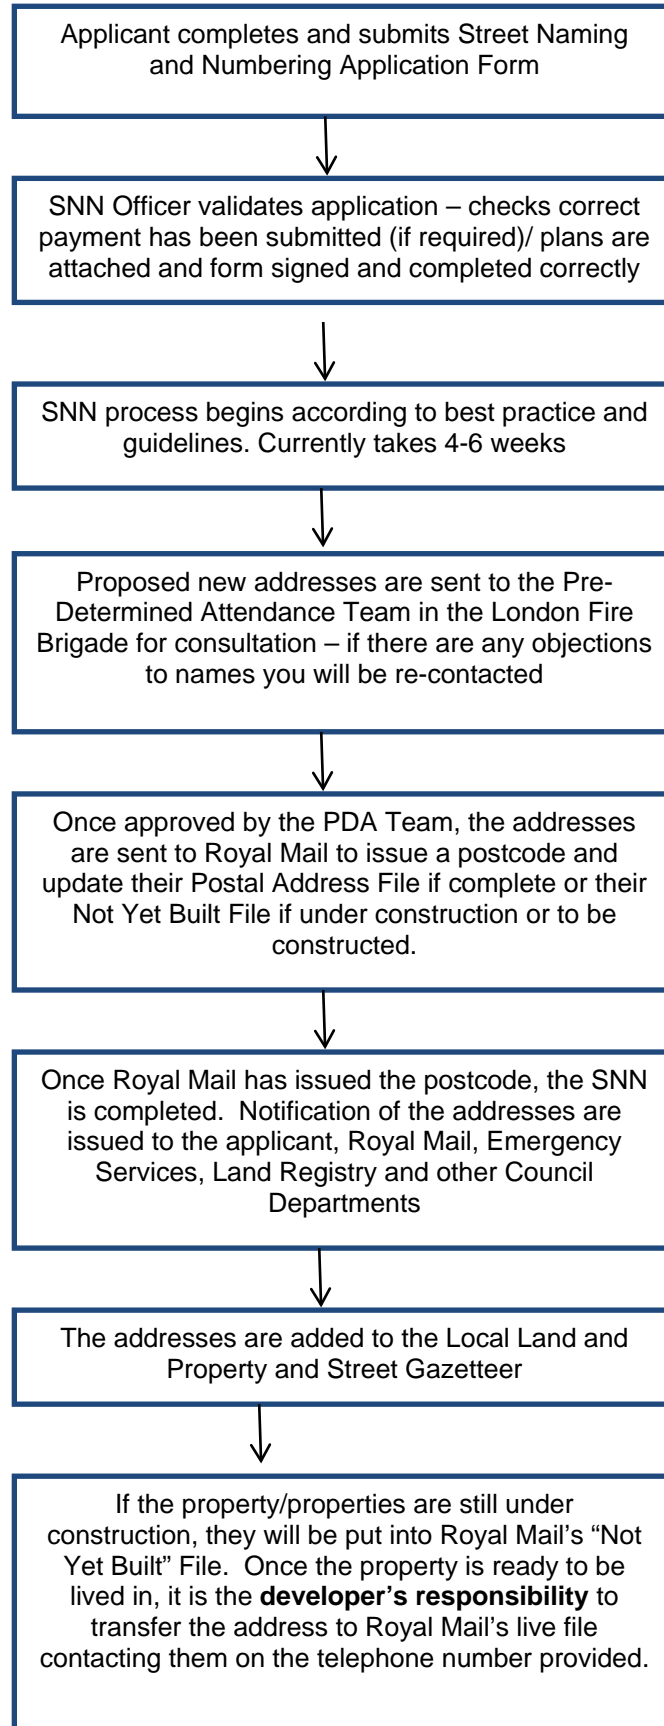 Applicant completes and submits Street Naming
and Numbering Application Form
SNN Officer validates application – checks correct
payment has been submitted (if required)/ plans are
attached and form signed and completed correctly
SNN process begins according to best practice and
guidelines. Currently takes 4-6 weeks
Proposed new addresses are sent to the Pre-
Determined Attendance Team in the London Fire
Brigade for consultation – if there are any objections
to names you will be re-contacted
Once approved by the PDA Team, the addresses
are sent to Royal Mail to issue a postcode and
update their Postal Address File if complete or their
Not Yet Built File if under construction or to be
constructed.
Once Royal Mail has issued the postcode, the SNN
is completed.  Notification of the addresses are
issued to the applicant, Royal Mail, Emergency
Services, Land Registry and other Council
Departments
The addresses are added to the Local Land and
Property and Street Gazetteer
If the property/properties are still under
construction, they will be put into Royal Mail’s “Not
Yet Built” File.  Once the property is ready to be
lived in, it is the developer’s responsibility to
transfer the address to Royal Mail’s live file
contacting them on the telephone number provided.